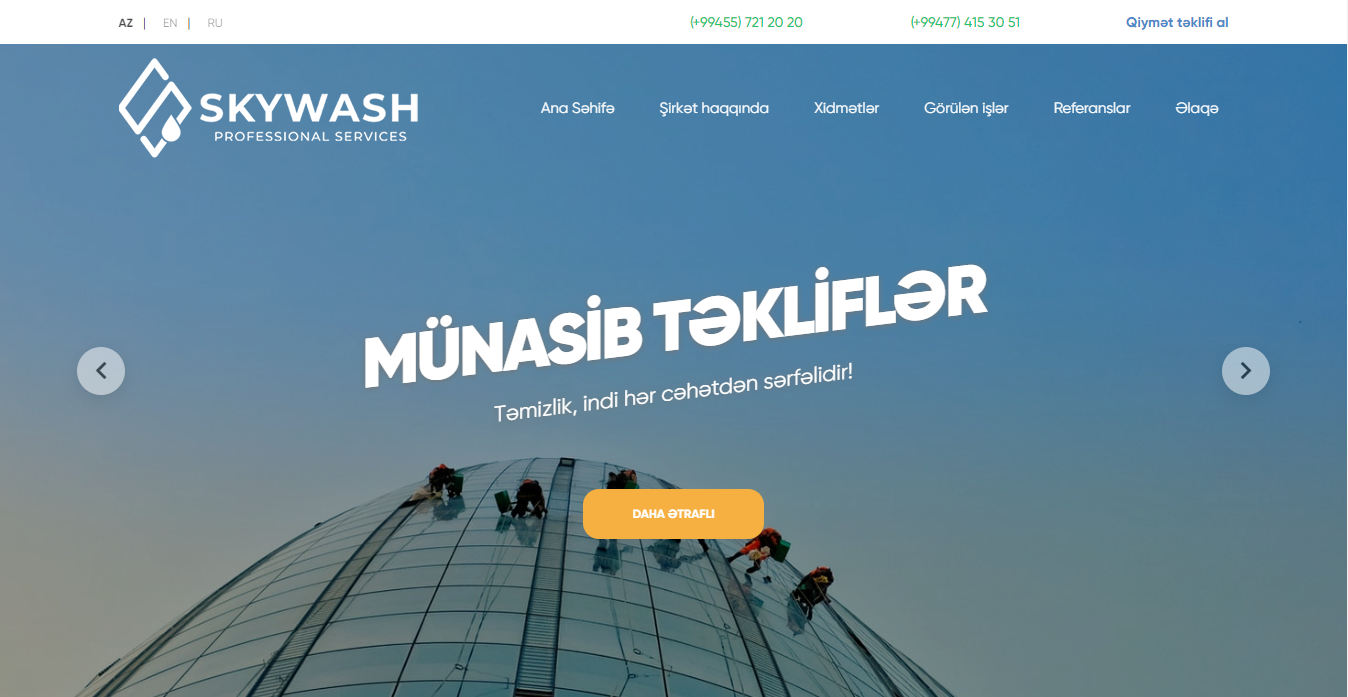 AZ | EN | RU
(+99455) 721 20 20
(+99477) 415 30 51
Qiymət təklifi al
SKYWASH
PROFESSIONAL SERVICES
Ana Səhifə
Şirkət haqqında
Xidmətlər
Görülən işlər
Referanslar
Əlaqə
MÜNASİB TƏKLİFLƏR
Təmizlik, indi hər cəhətdən sərfəlidir!
DAHA ƏTRAFLI